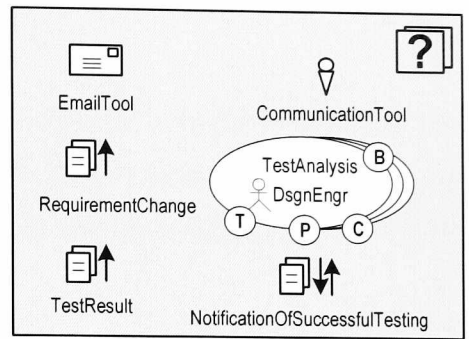 ?
EmailTool
CommunicationTool
TestAnalysis
B
DsgnEngr
RequirementChange
T
P
C
TestResult
NotificationOfSuccessfulTesting